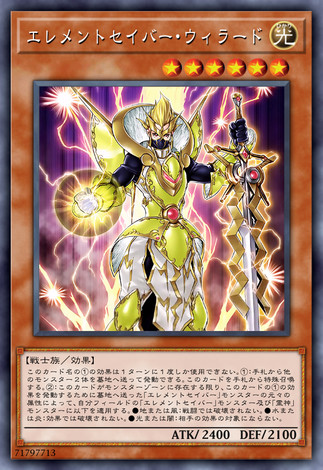 エレメントセイバー・ウィラード
光
【戦士族／効果】
このカード名の①の効果は１ターンに１度しか使用できない。①：手札から他
のモンスター２体を墓地へ送って発動できる。このカードを手札から特殊召喚
する。②：このカードがモンスターゾーンに存在する限り、このカードの①の効
果を発動するために墓地へ送った「エレメントセイバー」モンスターの元々の
属性によって、自分フィールドの「エレメントセイバー」モンスター及び「霊神」
モンスターに以下を適用する。●地または風：戦闘では破壊されない。●水ま
たは炎：効果では破壊されない。●光または闇：相手の効果の対象にならない。
ATK/ 2400 DEF/ 2100
71797713